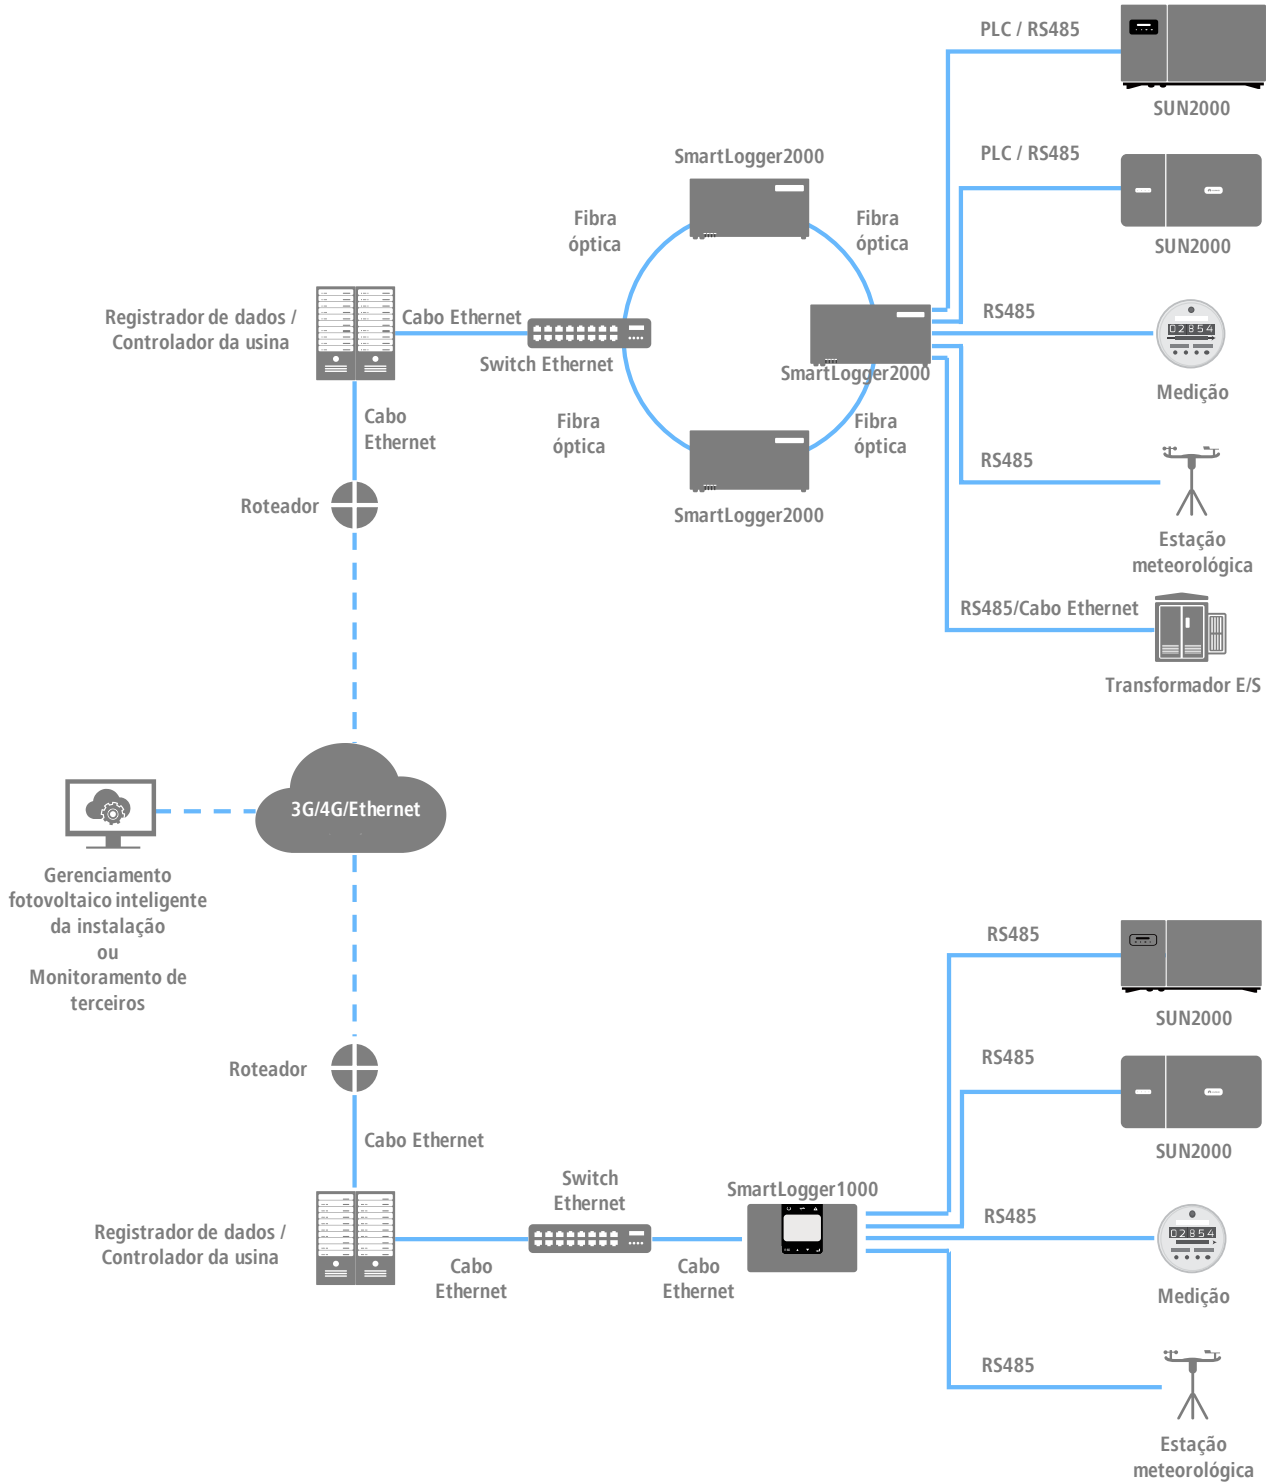 PLC / RS485
SUN2000
PLC / RS485
SUN2000
SmartLogger2000
Fibra
óptica
Fibra
óptica
Registrador de dados /
Controlador da usina
Cabo Ethernet
Switch Ethernet
SmartLogger2000
RS485
02854
Medição
Cabo
Ethernet
Fibra
óptica
Fibra
óptica
RS485
SmartLogger2000
Roteador
Estação
meteorológica
RS485/Cabo Ethernet
Transformador E/S
3G/4G/Ethernet
Gerenciamento
fotovoltaico inteligente
da instalação
ou
Monitoramento de
terceiros
RS485
SUN2000
Roteador
RS485
SUN2000
Cabo Ethernet
Switch
Ethernet
SmartLogger1000
Registrador de dados /
Controlador da usina
Cabo
Ethernet
Cabo
Ethernet
RS485
02854
Medição
RS485
Estação
meteorológica